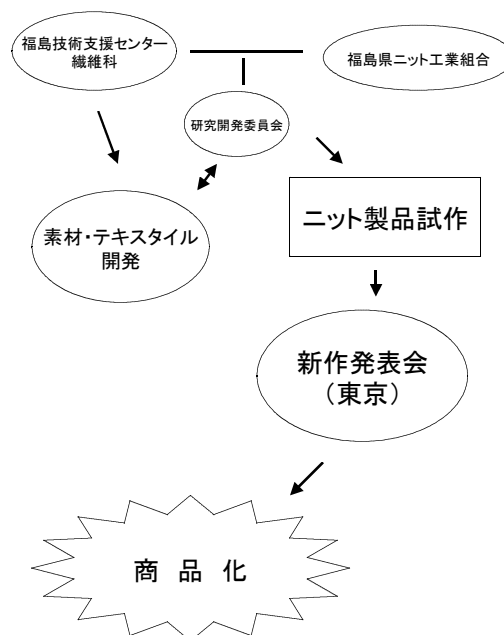 福島技術支援センター
繊維科
福島県ニット工業組合
研究開発委員会
素材・テキスタイル
開発
ニット製品試作
新作発表会
（東京）
商 品 化